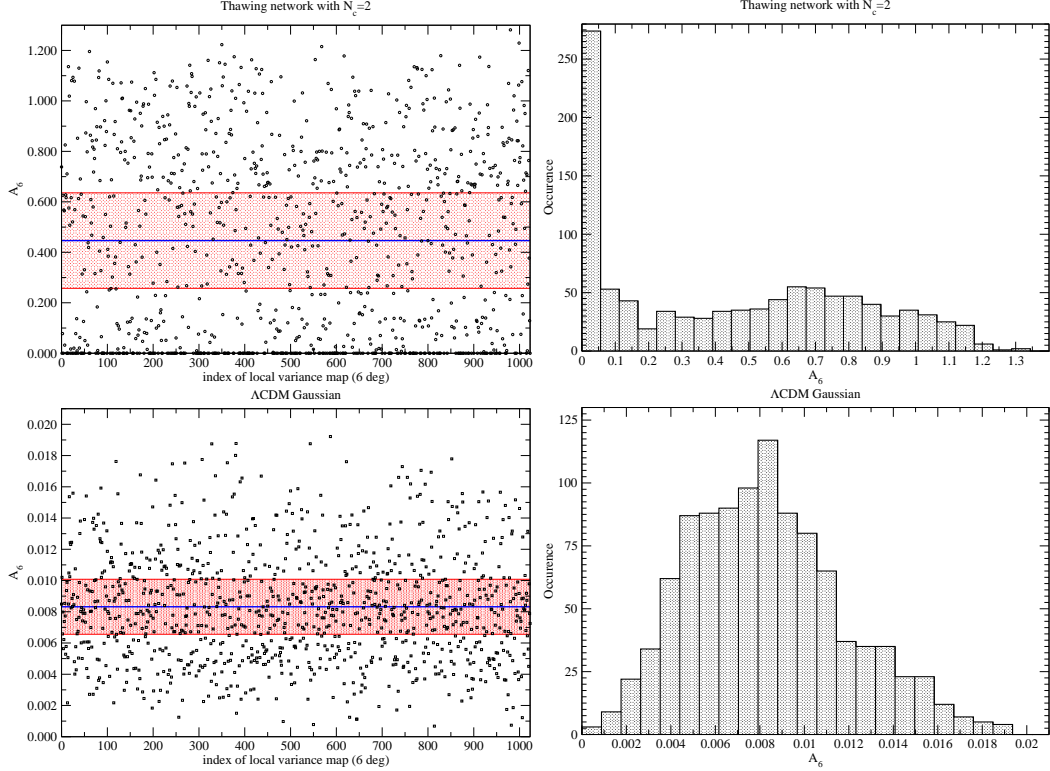 Thawing network with N_c=2
1.200
1.000
0.800
0.600
0.400
0.200
0.000
A_6
0 100 200 300 400 500 600 700 800 900 1000
index of local variance map (6 deg)
Thawing network with N_c=2
250
200
150
100
50
0
Occurence
0 0.1 0.2 0.3 0.4 0.5 0.6 0.7 0.8 0.9 1 1.1 1.2 1.3
A_6
ΛCDM Gaussian
0.020
0.018
0.016
0.014
0.012
0.010
0.008
0.006
0.004
0.002
0.000
A_6
0 100 200 300 400 500 600 700 800 900 1000
index of local variance map (6 deg)
ΛCDM Gaussian
125
100
75
50
25
0
Occurence
0.002 0.004 0.006 0.008 0.01 0.012 0.014 0.016 0.018 0.02
A_6